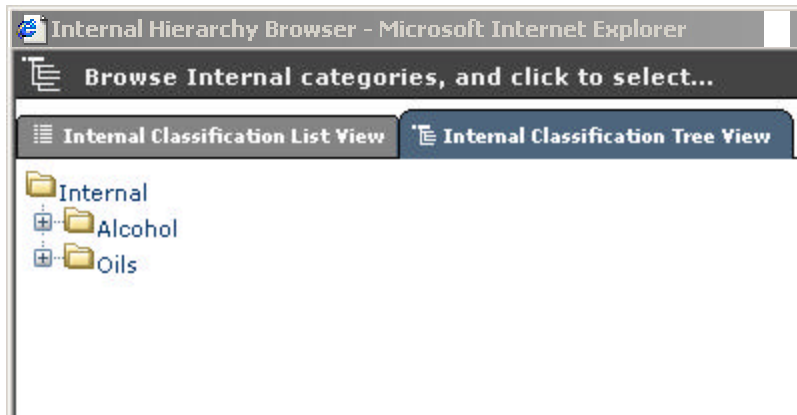 Internal Hierarchy Browser - Microsoft Internet Explorer
Browse Internal categories, and click to select...
Internal Classification List View Internal Classification Tree View
Internal
Alcohol
Oils